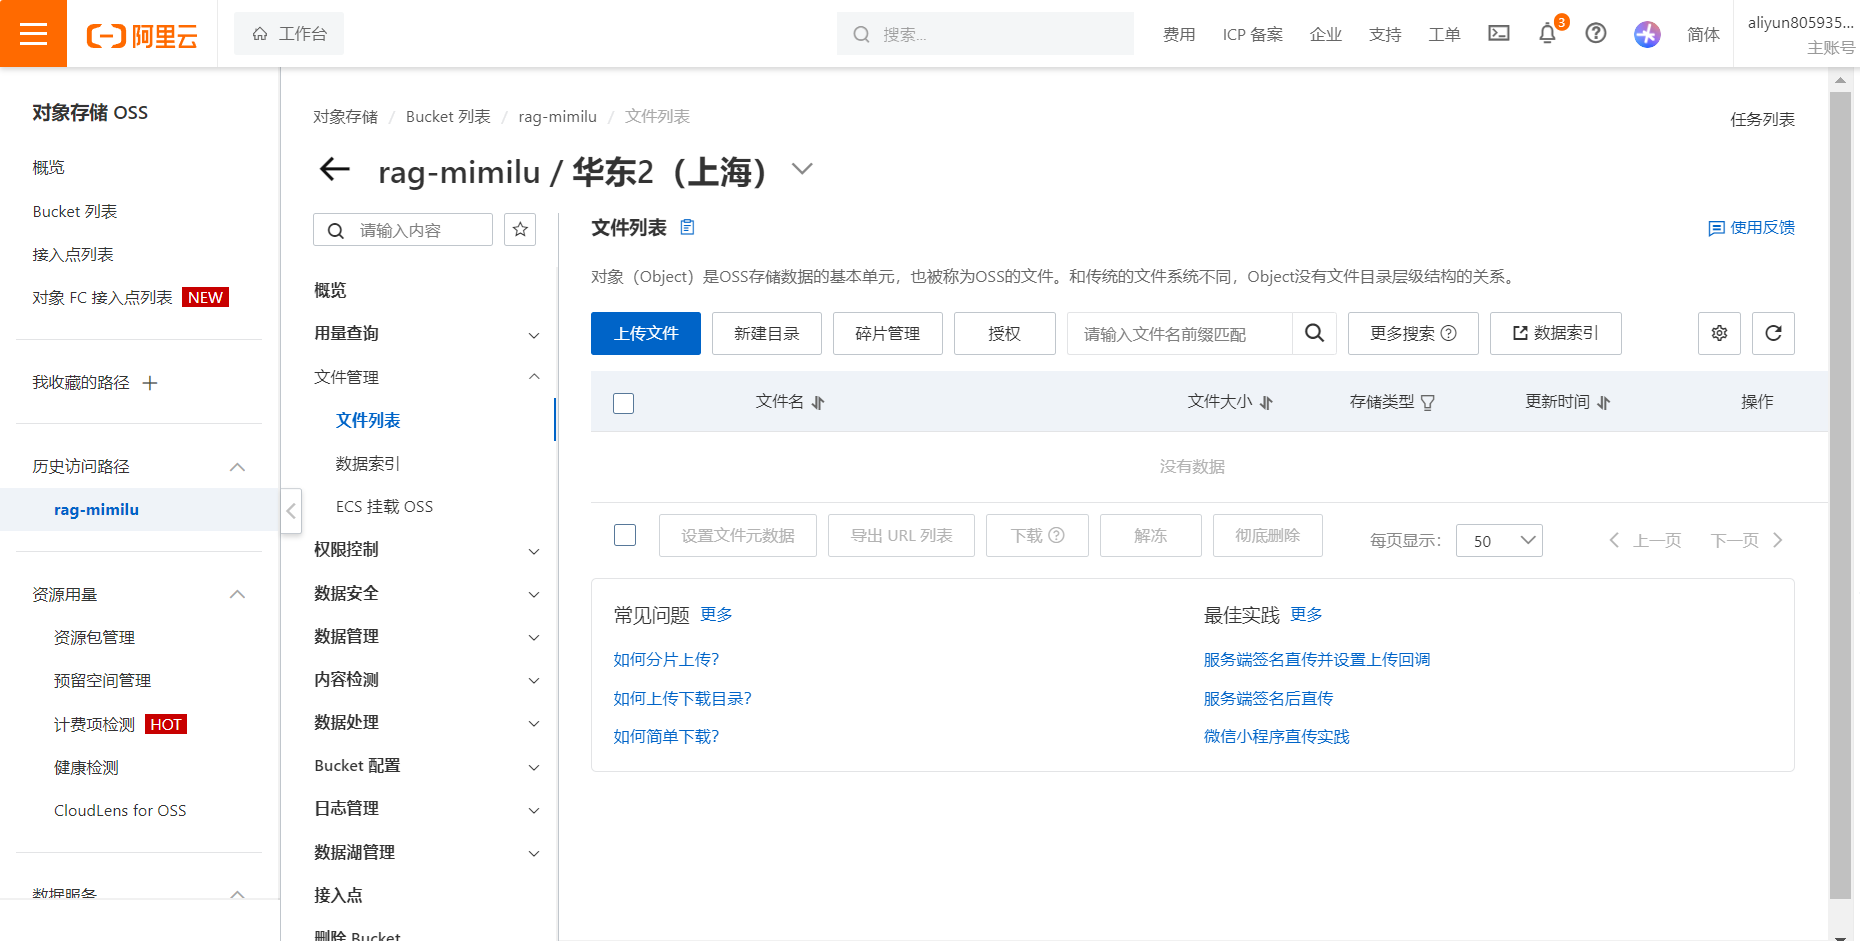 阿里云
工作台
搜索...
费用
ICP 备案
企业
支持
工单
3
简体
aliyun805935...
主账号
对象存储 OSS
概览
Bucket 列表
接入点列表
对象 FC 接入点列表 NEW
我收藏的路径
历史访问路径
rag-mimilu
资源用量
资源包管理
预留空间管理
计费项检测 HOT
健康检测
CloudLens for OSS
数据服务
对象存储 / Bucket 列表 / rag-mimilu / 文件列表
任务列表
rag-mimilu / 华东2（上海）
请输入内容
概览
用量查询
文件管理
文件列表
数据索引
ECS 挂载 OSS
权限控制
数据安全
数据管理
内容检测
数据处理
Bucket 配置
日志管理
数据湖管理
接入点
删除 Bucket
文件列表
使用反馈
对象（Object）是OSS存储数据的基本单元，也被称为OSS的文件。和传统的文件系统不同，Object没有文件目录层级结构的关系。
上传文件
新建目录
碎片管理
授权
请输入文件名前缀匹配
更多搜索
数据索引
文件名
文件大小
存储类型
更新时间
操作
没有数据
设置文件元数据
导出 URL 列表
下载
解冻
彻底删除
每页显示：
50
上一页
下一页
常见问题 更多
如何分片上传？
如何上传下载目录？
如何简单下载？
最佳实践 更多
服务端签名直传并设置上传回调
服务端签名后直传
微信小程序直传实践